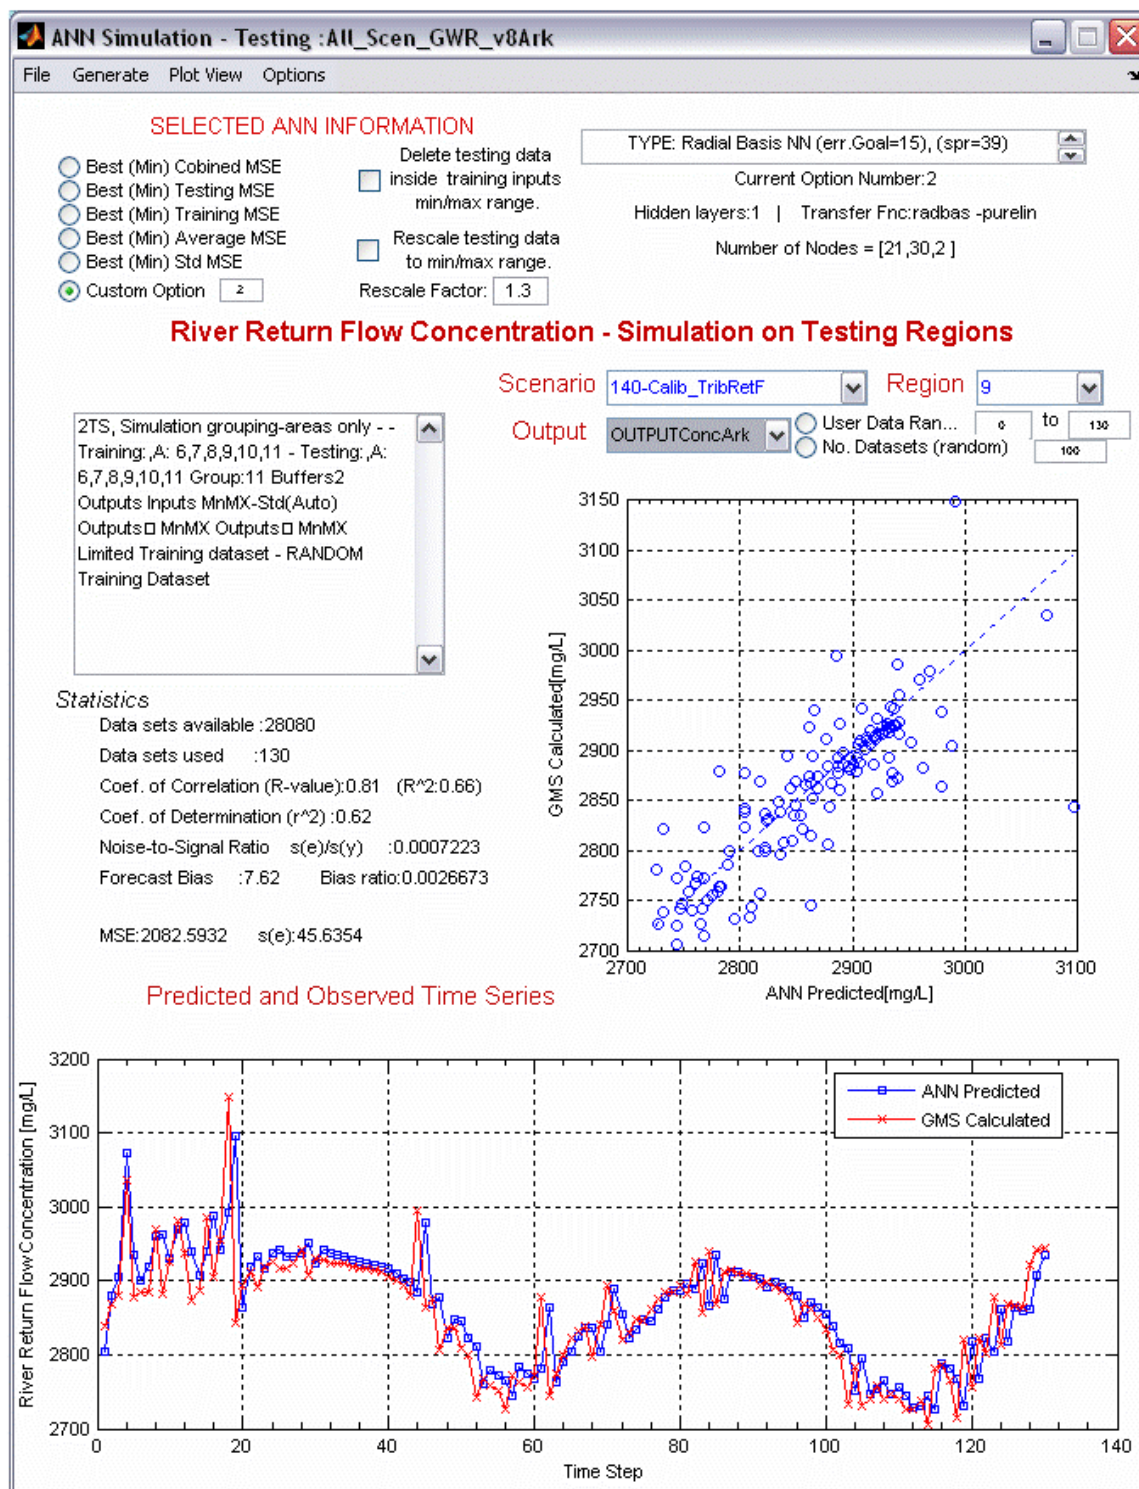 ANN Simulation - Testing :All_Scen_GWR_v8Ark
File Generate Plot View Options
SELECTED ANN INFORMATION
Best (Min) Cobined MSE
Best (Min) Testing MSE
Best (Min) Training MSE
Best (Min) Average MSE
Best (Min) Std MSE
Custom Option 2
Delete testing data
inside training inputs
min/max range.
Rescale testing data
to min/max range.
Rescale Factor: 1.3
TYPE: Radial Basis NN (err.Goal=15), (spr=39)
Current Option Number:2
Hidden layers:1 | Transfer Fnc:radbas -purelin
Number of Nodes = [21,30,2 ]
River Return Flow Concentration - Simulation on Testing Regions
Scenario 140-Calib_TribRetF Region 9
Output OUTPUTConcArk
User Data Ran... 0 to 130
No. Datasets (random) 100
2TS, Simulation grouping-areas only - -
Training:,A: 6,7,8,9,10,11 - Testing:,A:
6,7,8,9,10,11 Group:11 Buffers2
Outputs Inputs MnMX-Std(Auto)
Outputs□ MnMX Outputs□ MnMX
Limited Training dataset - RANDOM
Training Dataset
Statistics
Data sets available :28080
Data sets used :130
Coef. of Correlation (R-value):0.81 (R^2:0.66)
Coef. of Determination (r^2) :0.62
Noise-to-Signal Ratio s(e)/s(y) :0.0007223
Forecast Bias :7.62 Bias ratio:0.0026673
MSE:2082.5932 s(e):45.6354
3150
3100
3050
3000
2950
2900
2850
2800
2750
2700
GMS Calculated[mg/L]
2700 2800 2900 3000 3100
ANN Predicted[mg/L]
Predicted and Observed Time Series
3200
3100
3000
2900
2800
2700
River Return FlowConcentration [mg/L]
ANN Predicted
GMS Calculated
0 20 40 60 80 100 120 140
Time Step